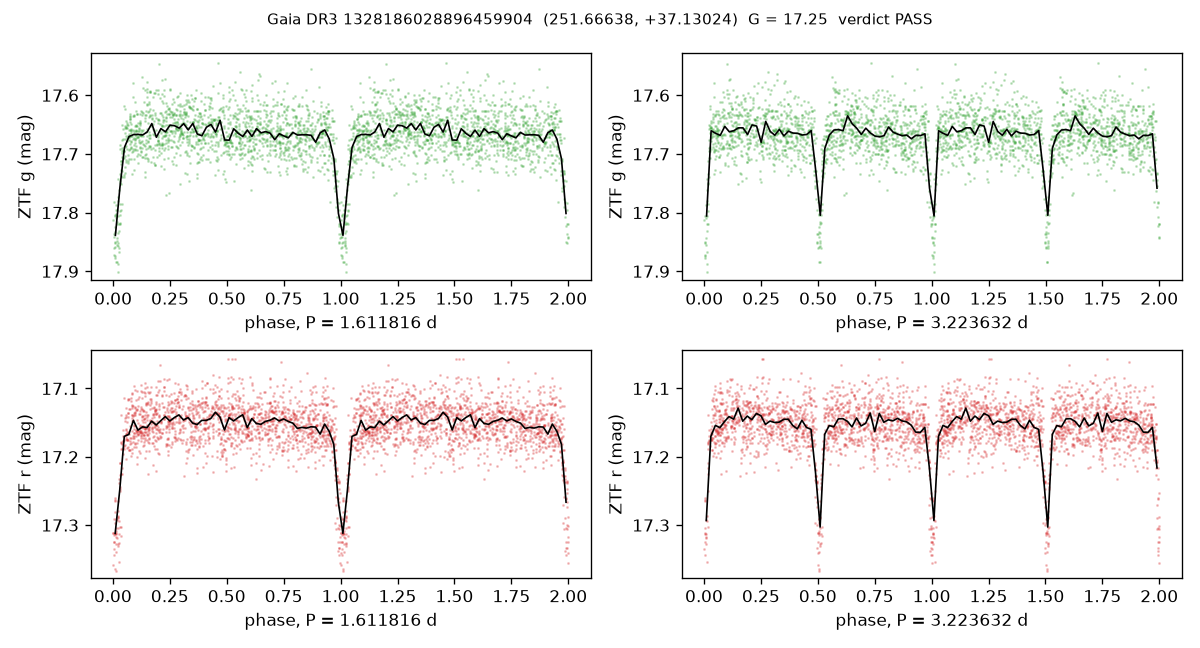 Gaia DR3 1328186028896459904 (251.66638, +37.13024) G = 17.25 verdict PASS
ZTF g (mag)
17.6
17.7
17.8
17.9
0.00 0.25 0.50 0.75 1.00 1.25 1.50 1.75 2.00
phase, P = 1.611816 d
ZTF g (mag)
17.6
17.7
17.8
17.9
0.00 0.25 0.50 0.75 1.00 1.25 1.50 1.75 2.00
phase, P = 3.223632 d
ZTF r (mag)
17.1
17.2
17.3
0.00 0.25 0.50 0.75 1.00 1.25 1.50 1.75 2.00
phase, P = 1.611816 d
ZTF r (mag)
17.1
17.2
17.3
0.00 0.25 0.50 0.75 1.00 1.25 1.50 1.75 2.00
phase, P = 3.223632 d